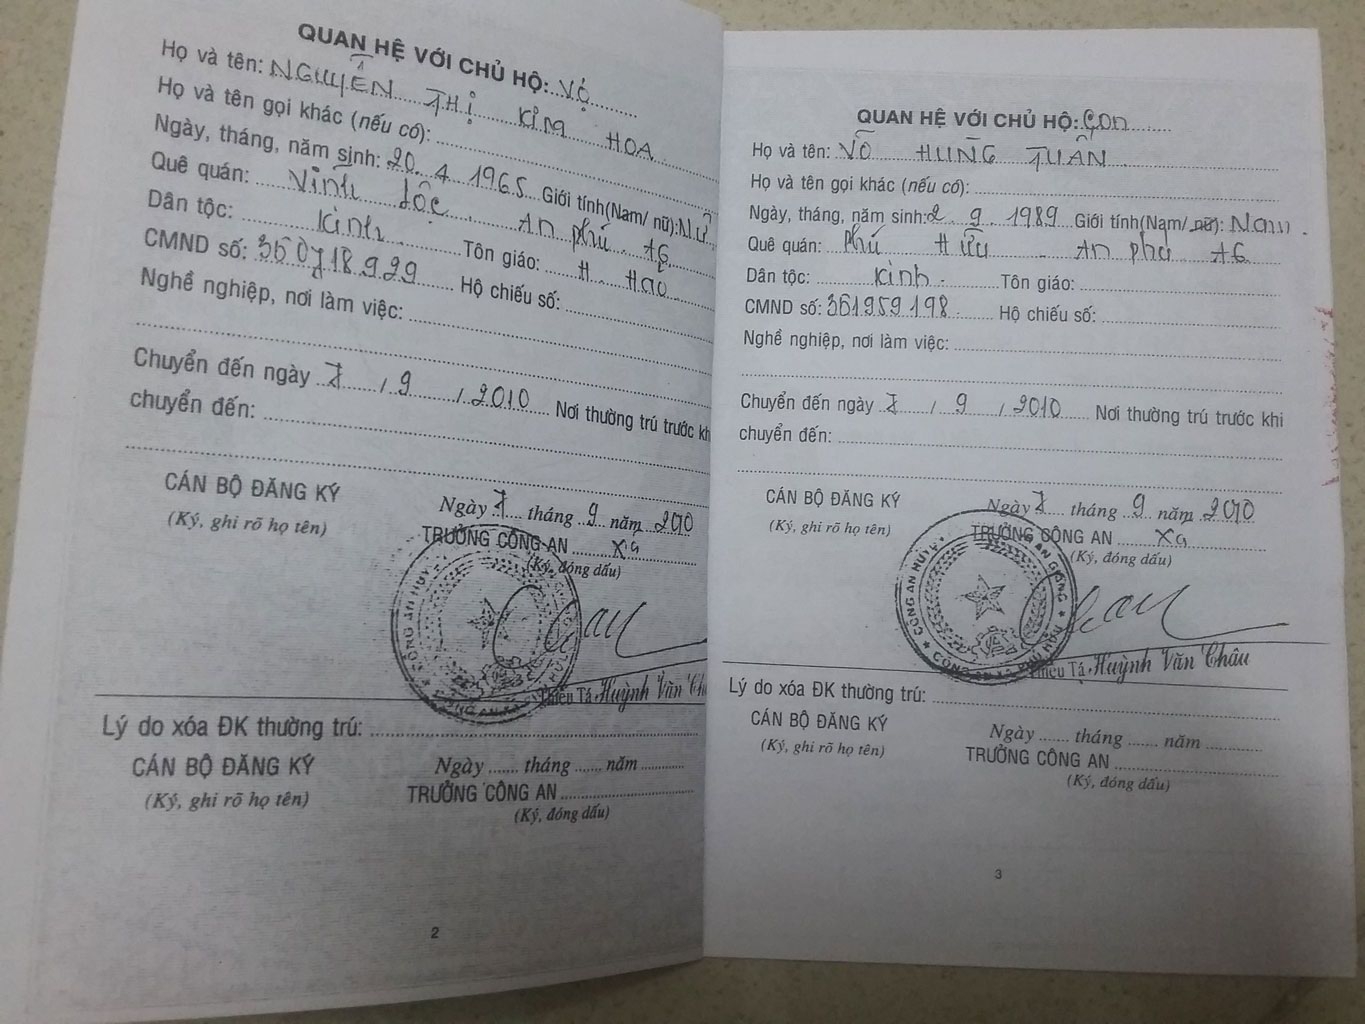 QUAN HỆ VỚI CHỦ HỘ: VỢ
Họ và tên: NGUYỄN THỊ KIM HOA
Họ và tên gọi khác (nếu có):
Ngày, tháng, năm sinh: 20. 4. 1965 Giới tính(Nam/ nữ): Nữ
Quê quán: Vĩnh Lộc. An phú AG
Dân tộc: Kinh. Tôn giáo: H. Hảo
CMND số: 350718929 Hộ chiếu số:
Nghề nghiệp, nơi làm việc:
Chuyển đến ngày 7 / 9 / 2010 Nơi thường trú trước kh
chuyển đến:
CÁN BỘ ĐĂNG KÝ
(Ký, ghi rõ họ tên)
Ngày 7 tháng 9 năm 2010
TRƯỞNG CÔNG AN xã
(Ký, đóng dấu)
CÔNG AN HUY
Thiếu Tá Huỳnh Văn Châ
Lý do xóa ĐK thường trú:
CÁN BỘ ĐĂNG KÝ
(Ký, ghi rõ họ tên)
Ngày ....... tháng ....... năm ............
TRƯỞNG CÔNG AN
(Ký, đóng dấu)
2
QUAN HỆ VỚI CHỦ HỘ: Con
Họ và tên: VÕ HÙNG TUẤN
Họ và tên gọi khác (nếu có):
Ngày, tháng, năm sinh: 2. 9. 1989 Giới tính(Nam/ nữ): Nam.
Quê quán: Phú Hữu - An phú AG
Dân tộc: Kinh. Tôn giáo:
CMND số: 351959198. Hộ chiếu số:
Nghề nghiệp, nơi làm việc:
Chuyển đến ngày 7 / 9 / 2010 Nơi thường trú trước khi
chuyển đến:
CÁN BỘ ĐĂNG KÝ
(Ký, ghi rõ họ tên)
Ngày 7 tháng 9 năm 2010
TRƯỞNG CÔNG AN xã
(Ký, đóng dấu)
CÔNG AN HUY AN GIANG
Thiếu Tá Huỳnh Văn Châu
Lý do xóa ĐK thường trú:
CÁN BỘ ĐĂNG KÝ
(Ký, ghi rõ họ tên)
Ngày ....... tháng ....... năm ............
TRƯỞNG CÔNG AN
(Ký, đóng dấu)
3